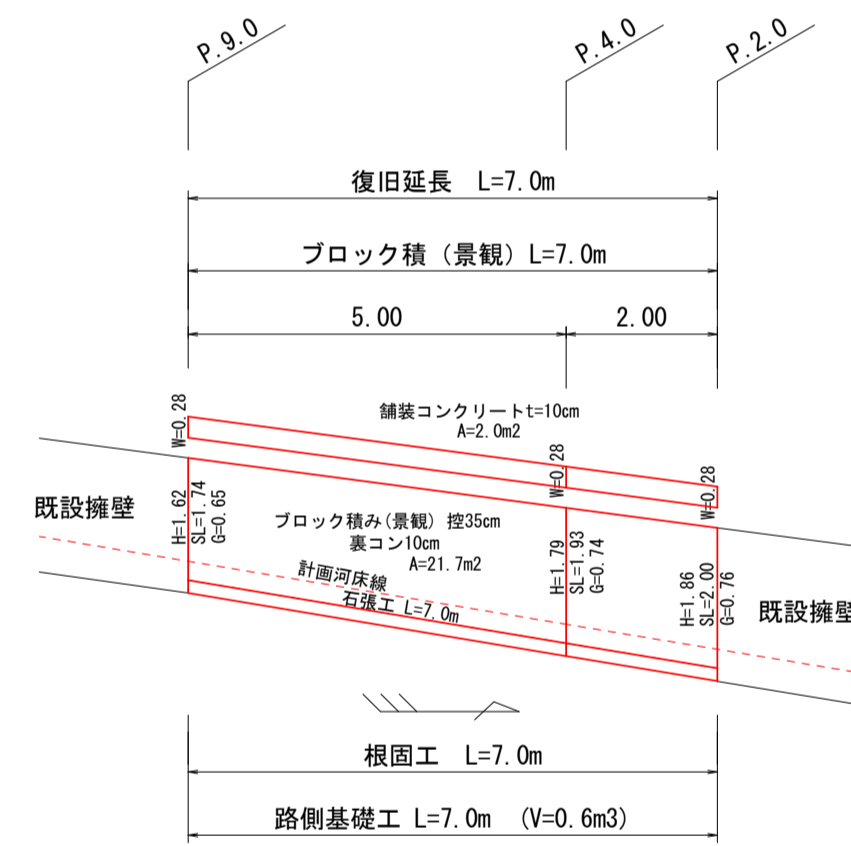 P.9.0
P.4.0
P.2.0
復旧延長 L=7.0m
ブロック積（景観）L=7.0m
5.00
2.00
W=0.28
舗装コンクリートt=10cm
A=2.0m2
W=0.28
W=0.28
既設擁壁
H=1.62
SL=1.74
G=0.65
ブロック積み(景観) 控35cm
裏コン10cm
A=21.7m2
計画河床線
石張工 L=7.0m
H=1.79
SL=1.93
G=0.74
H=1.86
SL=2.00
G=0.76
既設擁壁
根固工 L=7.0m
路側基礎工 L=7.0m （V=0.6m3）